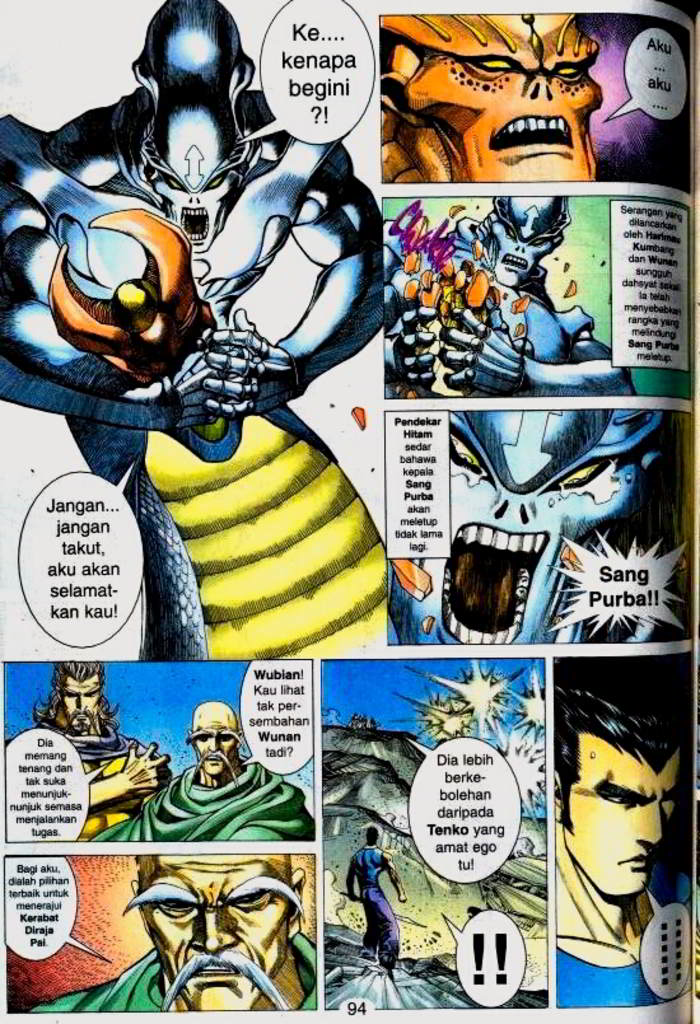 Ke....
kenapa
begini
?!
Aku
...
aku
....
Serangan yang
dilancarkan
oleh Harimau
Kumbang
dan Wunan
sungguh
dahsyat malah
ia telah
menyebabkan
rangka yang
melindungi
Sang Purba
meletup.
Pendekar
Hitam
sedar
bahawa
kepala
Sang
Purba
akan
meletup
tidak lama
lagi.
Jangan...
jangan
takut,
aku akan
selamat-
kan kau!
Sang
Purba!!
Wubian!
Kau lihat
tak per-
sembahan
Wunan
tadi?
Dia
memang
tenang dan
tak suka
menunjuk-
nunjuk semasa
menjalankan
tugas.
Dia lebih
berke-
bolehan
daripada
Tenko yang
amat ego
tu!
Bagi aku,
dialah pilihan
terbaik untuk
menerajui
Kerabat
Diraja
Pai.
!!
94